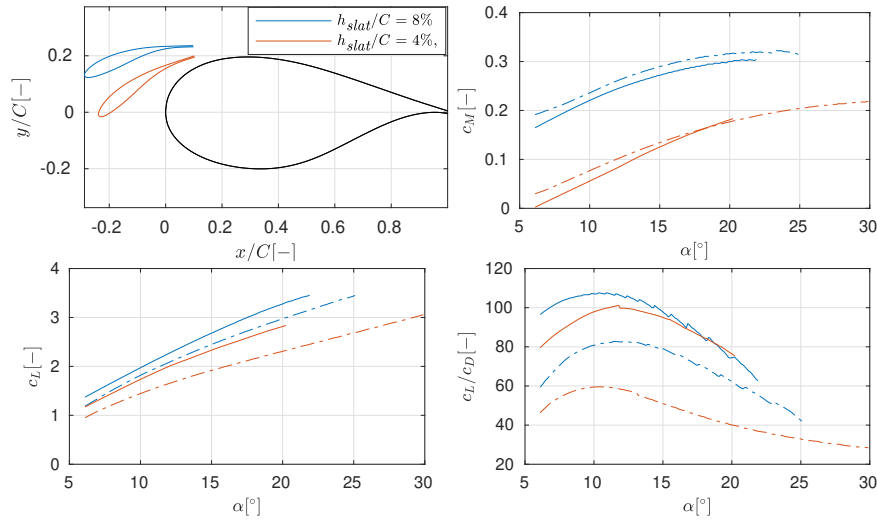 h_slat/C = 8%
h_slat/C = 4%,
0.2
0
-0.2
y/C[−]
-0.2 0 0.2 0.4 0.6 0.8
x/C[−]
0.4
0.3
0.2
0.1
0
c_M[−]
5 10 15 20 25 30
α[°]
4
3
2
1
0
c_L[−]
5 10 15 20 25 30
α[°]
120
100
80
60
40
20
c_L/c_D[−]
5 10 15 20 25 30
α[°]